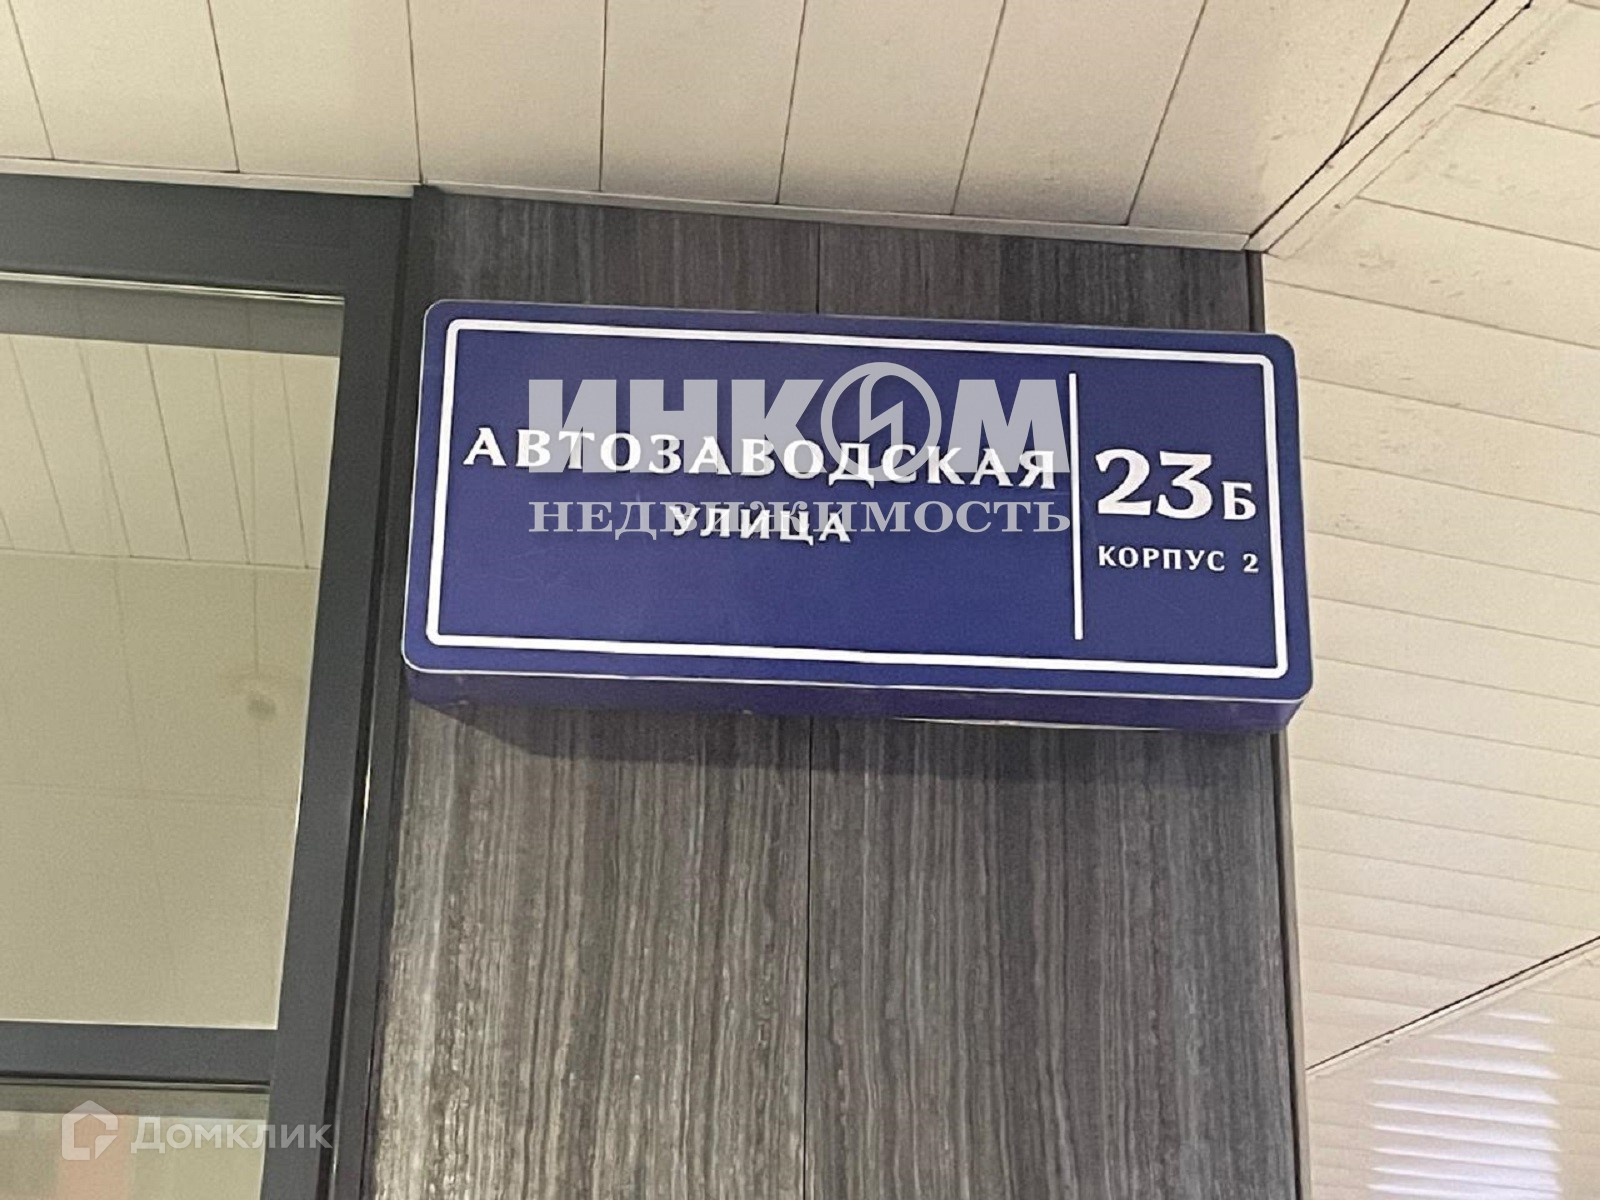 ИНКОМ
АВТОЗАВОДСКАЯ
НЕДВИЖИМОСТЬ
УЛИЦА
23Б
КОРПУС 2
Домклик